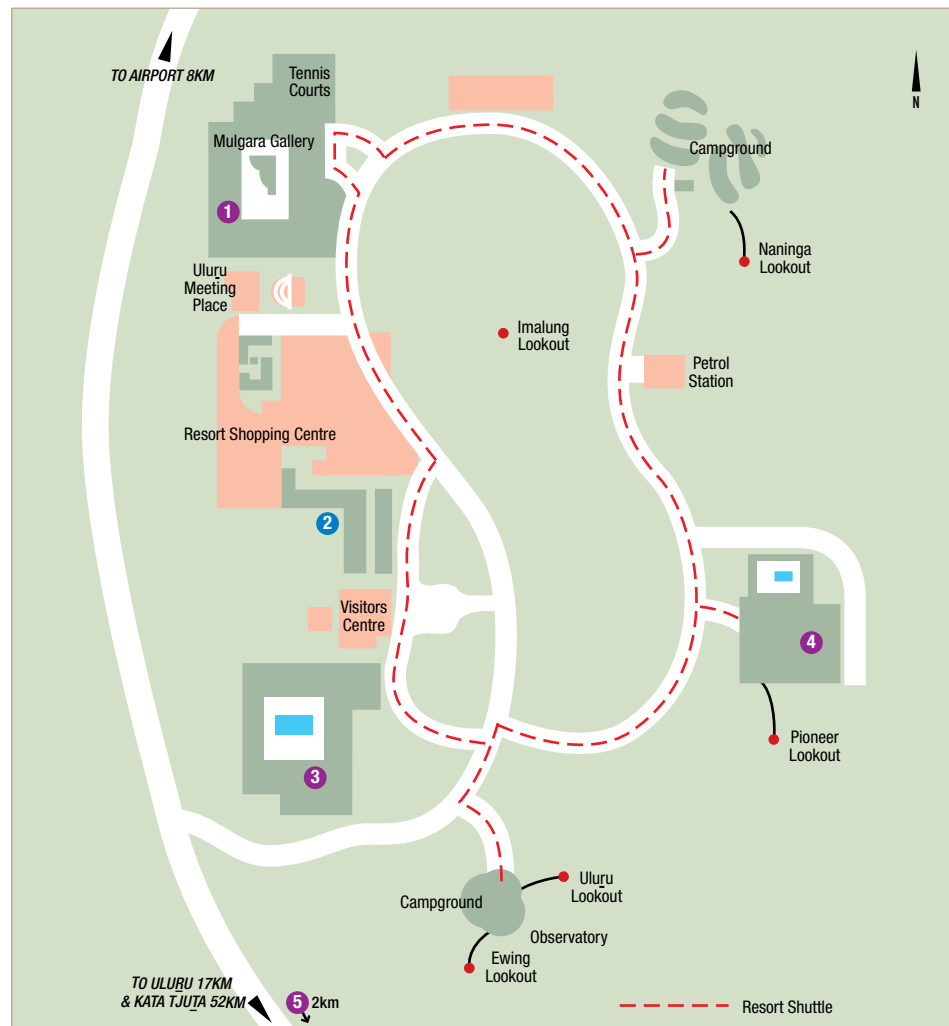 TO AIRPORT 8KM
Tennis
Courts
N
Mulgara Gallery
Campground
1
Naninga
Lookout
Uluṟu
Meeting
Place
Imalung
Lookout
Petrol
Station
Resort Shopping Centre
2
Visitors
Centre
4
3
Pioneer
Lookout
Uluṟu
Lookout
Campground
Observatory
Ewing
Lookout
TO ULUṞU 17KM
& KATA TJUṮA 52KM
5 2km
Resort Shuttle